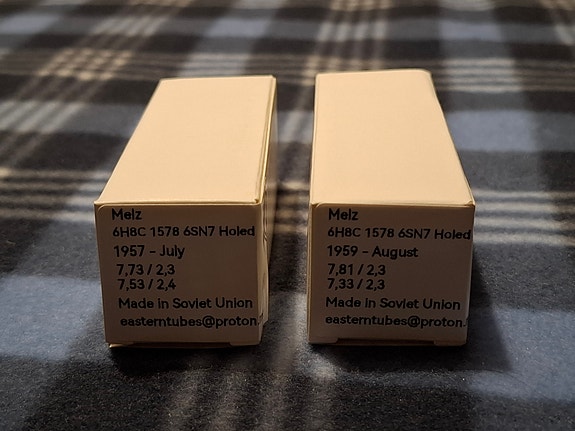 Melz
6H8C 1578 6SN7 Holed
1957 - July
7,73 / 2,3
7,53 / 2,4
Made in Soviet Union
easterntubes@proton.
Melz
6H8C 1578 6SN7 Holed
1959 - August
7,81 / 2,3
7,33 / 2,3
Made in Soviet Union
easterntubes@proton.